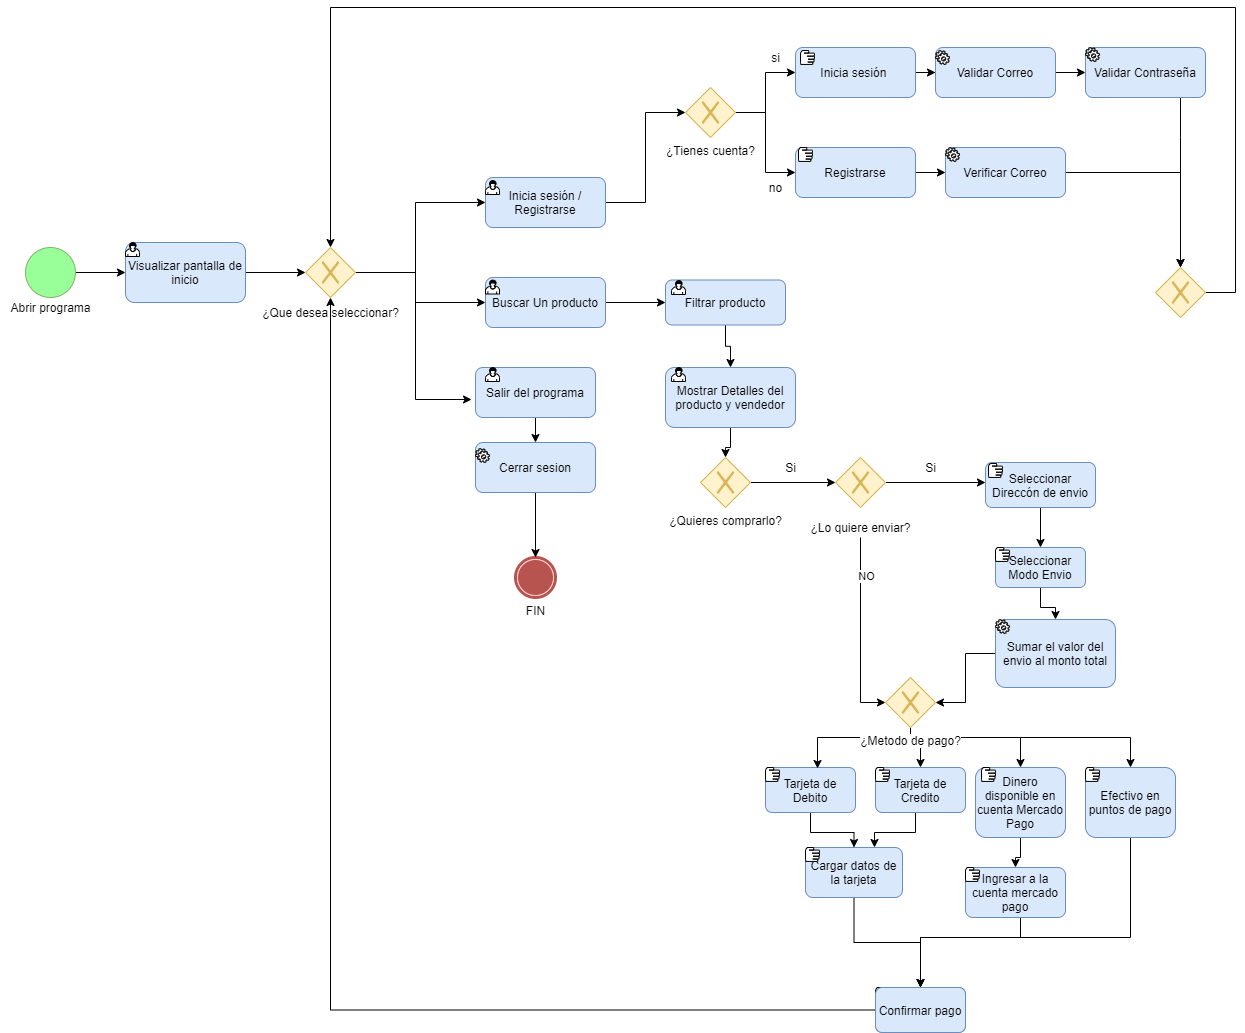 si
Inicia sesión
Validar Correo
Validar Contraseña
¿Tienes cuenta?
no
Registrarse
Verificar Correo
Inicia sesión /
Registrarse
Visualizar pantalla de
inicio
Abrir programa
¿Que desea seleccionar?
Buscar Un producto
Filtrar producto
Salir del programa
Mostrar Detalles del
producto y vendedor
Cerrar sesion
FIN
Si
¿Quieres comprarlo?
Si
¿Lo quiere enviar?
NO
Seleccionar
Direccón de envio
Seleccionar
Modo Envio
Sumar el valor del
envio al monto total
¿Metodo de pago?
Tarjeta de
Debito
Tarjeta de
Credito
Dinero
disponible en
cuenta Mercado
Pago
Efectivo en
puntos de pago
Cargar datos de
la tarjeta
Ingresar a la
cuenta mercado
pago
Confirmar pago